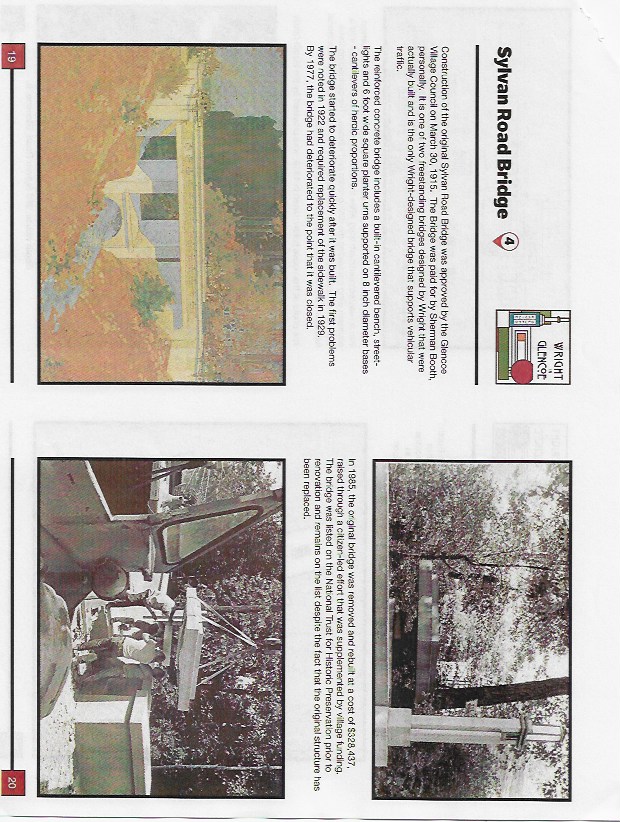 Sylvan Road Bridge
4
WRIGHT
IN
GLENCOE
Construction of the original Sylvan Road Bridge was approved by the Glencoe
Village Council on March 30, 1915. The Bridge was paid for by Sherman Booth,
personally. It is one of two freestanding bridges designed by Wright that were
actually built and is the only Wright-designed bridge that supports vehicular
traffic.
The reinforced concrete bridge includes a built-in cantilevered bench, street-
lights and 6 foot wide square planter urns supported on 8 inch diameter bases
- cantilevers of heroic proportions.
The bridge started to deteriorate quickly after it was built. The first problems
were noted in 1922 and required replacement of the sidewalk in 1929.
By 1977, the bridge had deteriorated to the point that it was closed.
19
In 1985, the original bridge was removed and rebuilt at a cost of $328,437,
raised through a citizen-led effort that was supplemented by village funding.
The bridge was listed on the National Trust for Historic Preservation prior to
renovation and remains on the list despite the fact that the original structure has
been replaced.
20